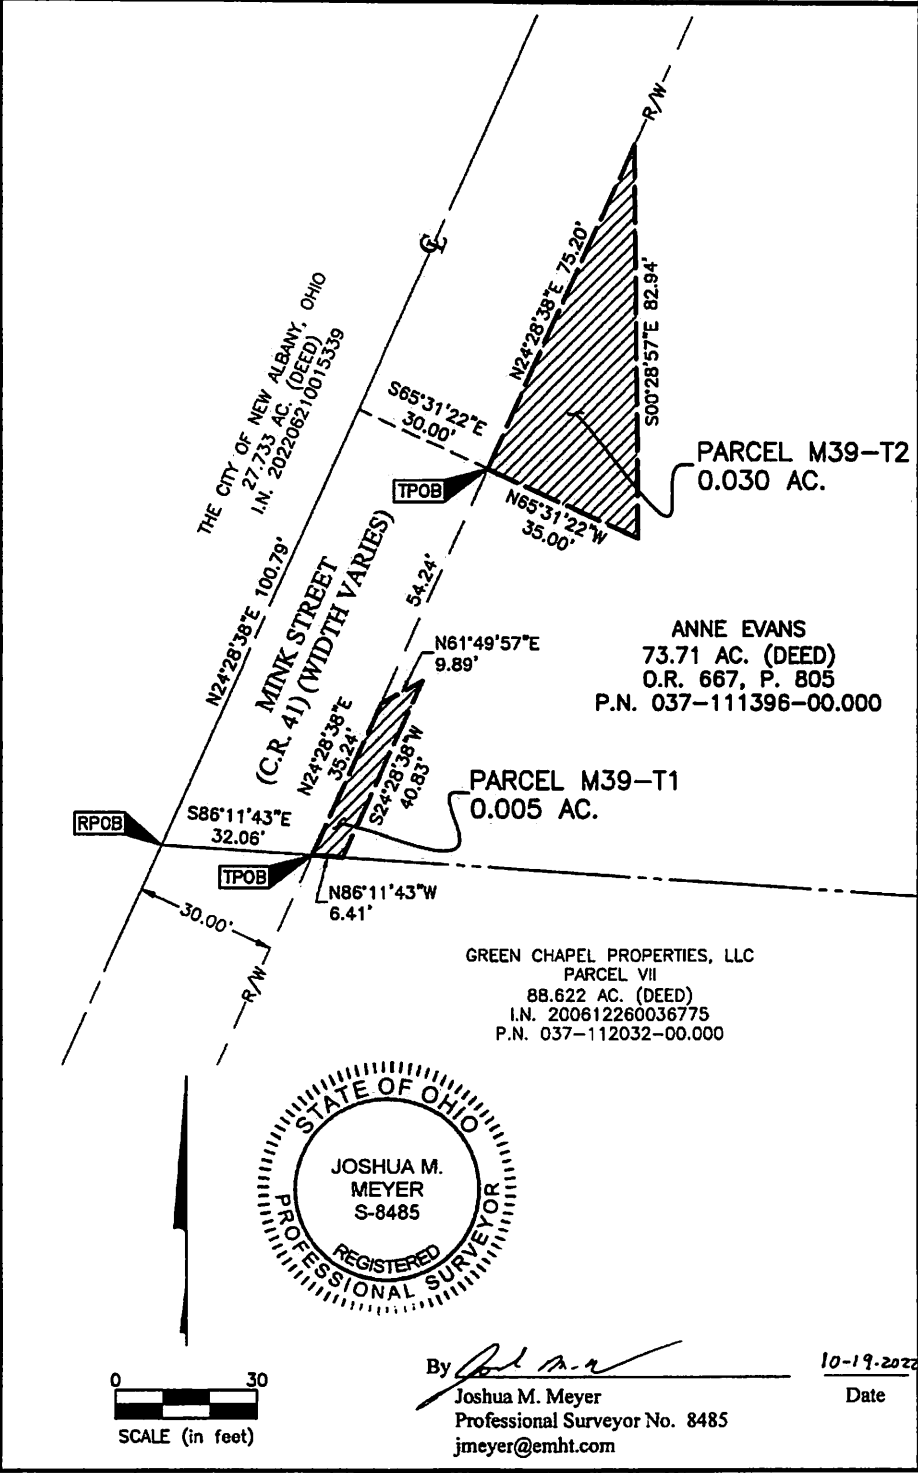 R/W
℄
N24°28'38"E 75.20'
S00°28'57"E 82.94'
THE CITY OF NEW ALBANY, OHIO
27.733 AC. (DEED)
I.N. 202206210015339
S65°31'22"E
30.00'
PARCEL M39-T2
0.030 AC.
TPOB
N65°31'22"W
35.00'
N24°28'38"E 100.79'
MINK STREET
(C.R. 41) (WIDTH VARIES)
54.24'
ANNE EVANS
73.71 AC. (DEED)
O.R. 667, P. 805
P.N. 037-111396-00.000
N61°49'57"E
9.89'
N24°28'38"E
35.24'
S24°28'38"W
40.83'
PARCEL M39-T1
0.005 AC.
RPOB
S86°11'43"E
32.06'
TPOB
N86°11'43"W
6.41'
30.00'
R/W
GREEN CHAPEL PROPERTIES, LLC
PARCEL VII
88.622 AC. (DEED)
I.N. 200612260036775
P.N. 037-112032-00.000
STATE OF OHIO
JOSHUA M.
MEYER
S-8485
REGISTERED
PROFESSIONAL SURVEYOR
0 30
SCALE (in feet)
By
10-19-2022
Joshua M. Meyer
Date
Professional Surveyor No. 8485
jmeyer@emht.com